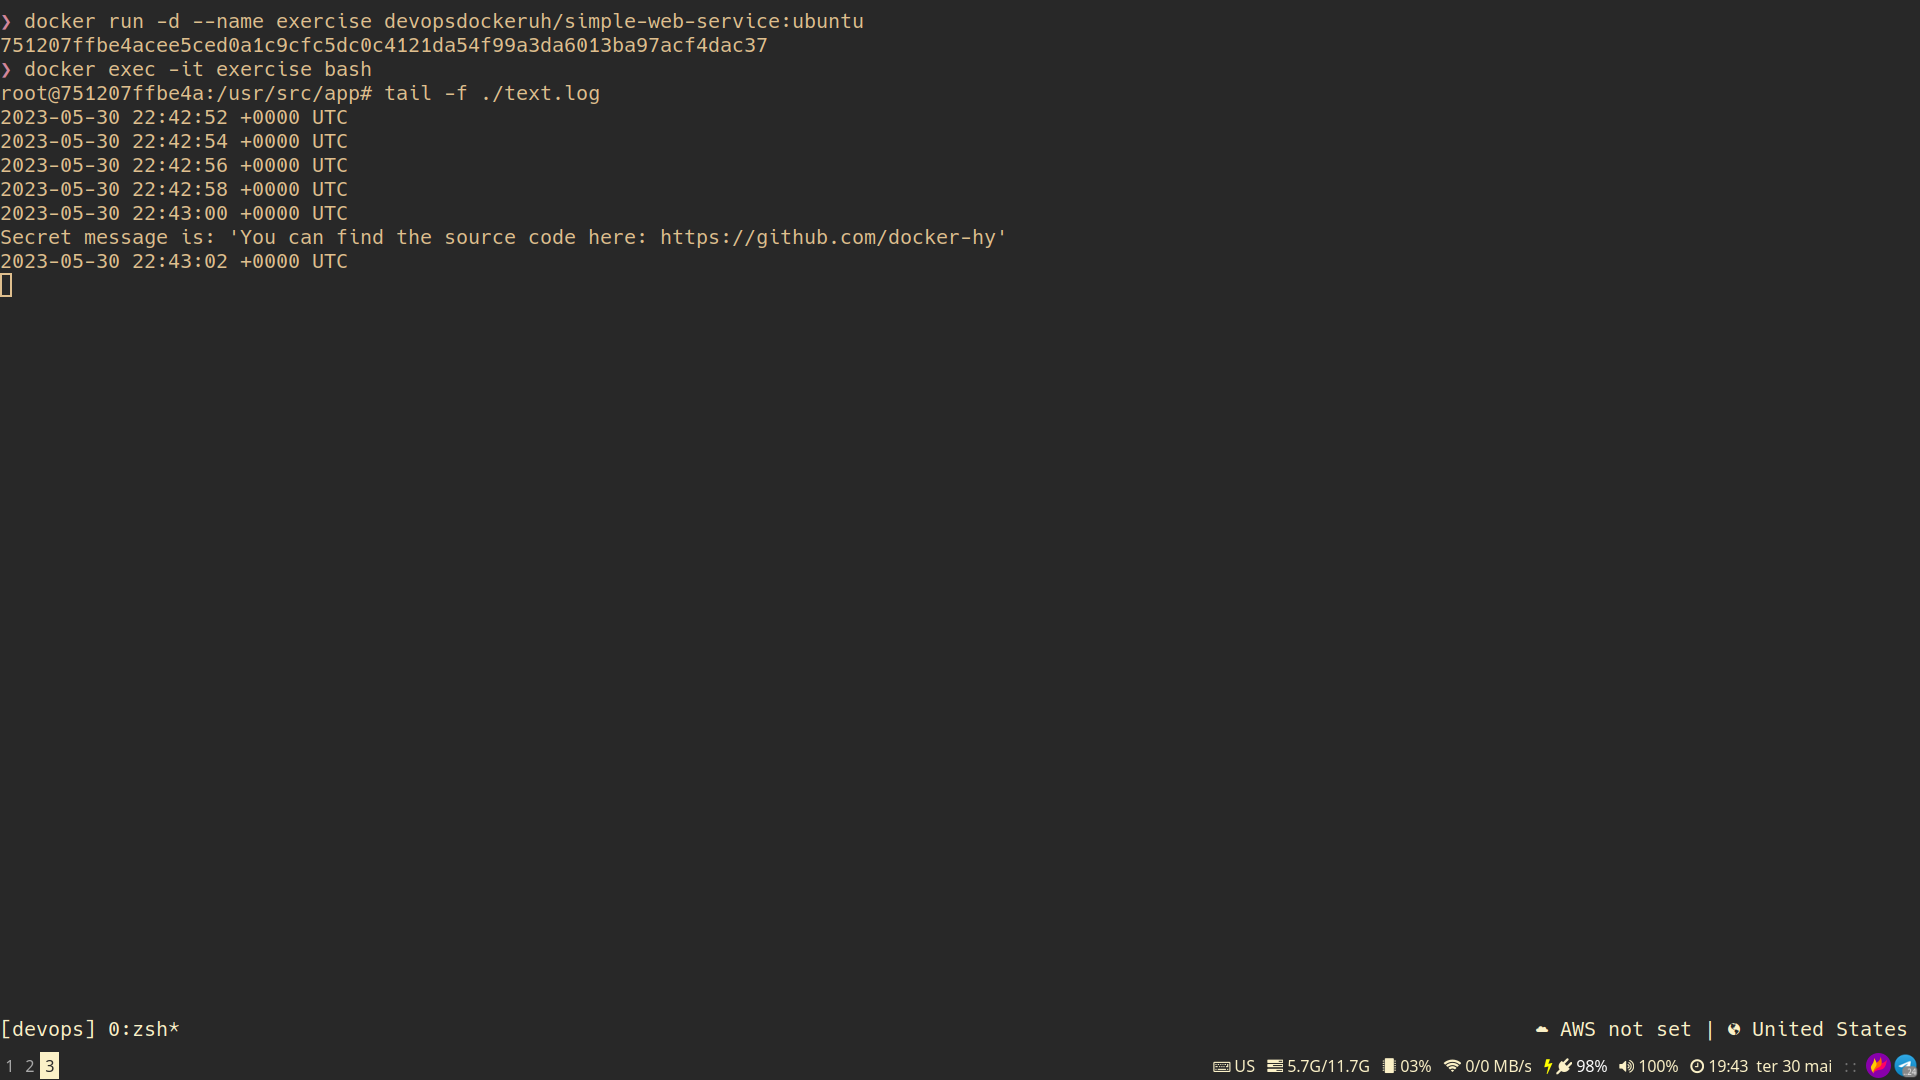 ❯ docker run -d --name exercise devopsdockeruh/simple-web-service:ubuntu
751207ffbe4acee5ced0a1c9cfc5dc0c4121da54f99a3da6013ba97acf4dac37
❯ docker exec -it exercise bash
root@751207ffbe4a:/usr/src/app# tail -f ./text.log
2023-05-30 22:42:52 +0000 UTC
2023-05-30 22:42:54 +0000 UTC
2023-05-30 22:42:56 +0000 UTC
2023-05-30 22:42:58 +0000 UTC
2023-05-30 22:43:00 +0000 UTC
Secret message is: 'You can find the source code here: https://github.com/docker-hy'
2023-05-30 22:43:02 +0000 UTC
[devops] 0:zsh* AWS not set | United States
1 2 3 US 5.7G/11.7G 03% 0/0 MB/s 98% 100% 19:43 ter 30 mai ::